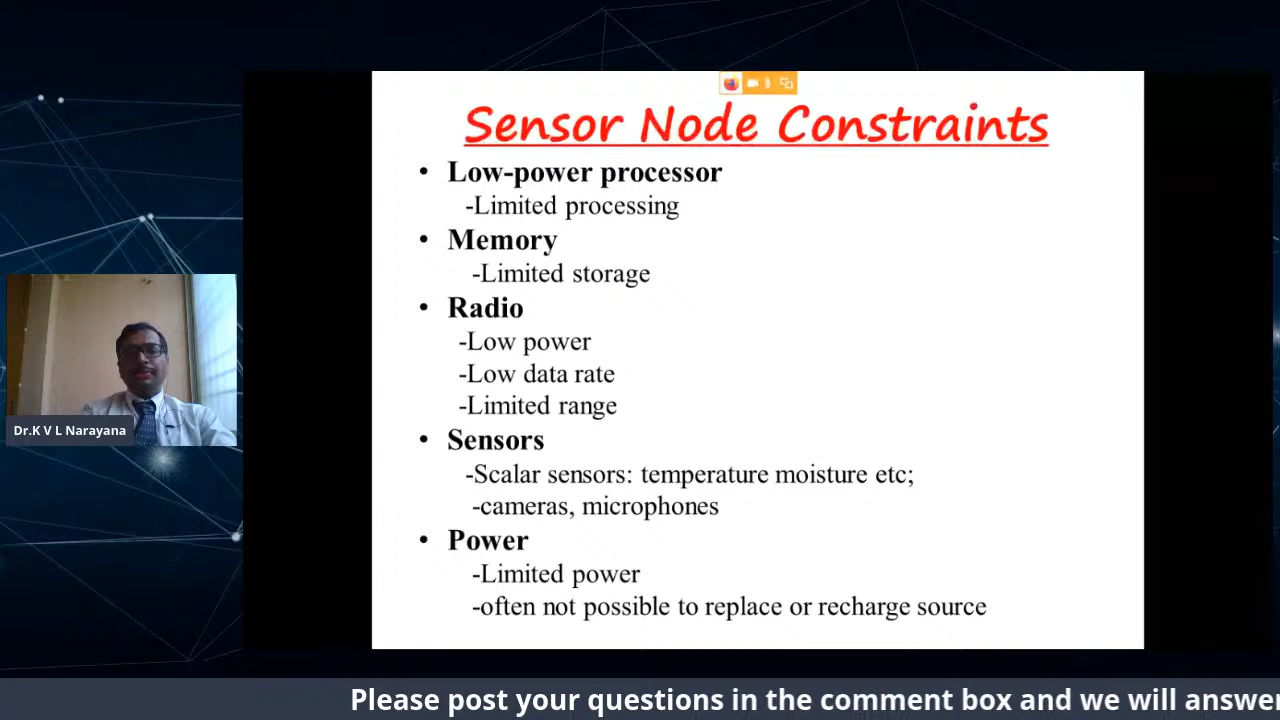 Sensor Node Constraints
• Low-power processor
-Limited processing
• Memory
-Limited storage
• Radio
-Low power
-Low data rate
-Limited range
• Sensors
-Scalar sensors: temperature moisture etc;
-cameras, microphones
• Power
-Limited power
-often not possible to replace or recharge source
Dr.K V L Narayana
Please post your questions in the comment box and we will answe